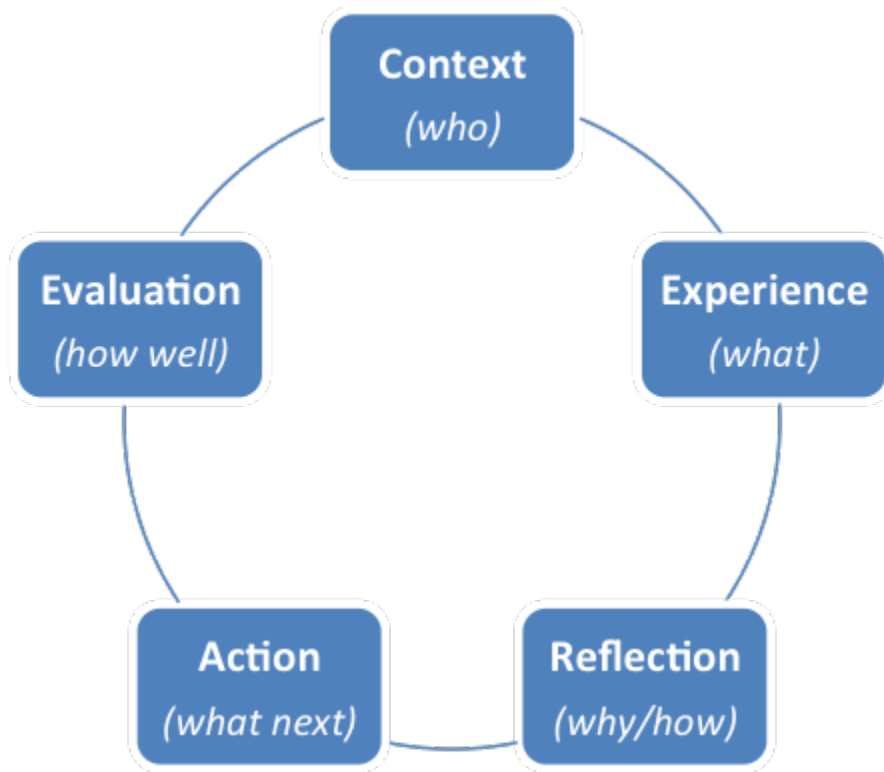 Context
(who)
Experience
(what)
Reflection
(why/how)
Action
(what next)
Evaluation
(how well)